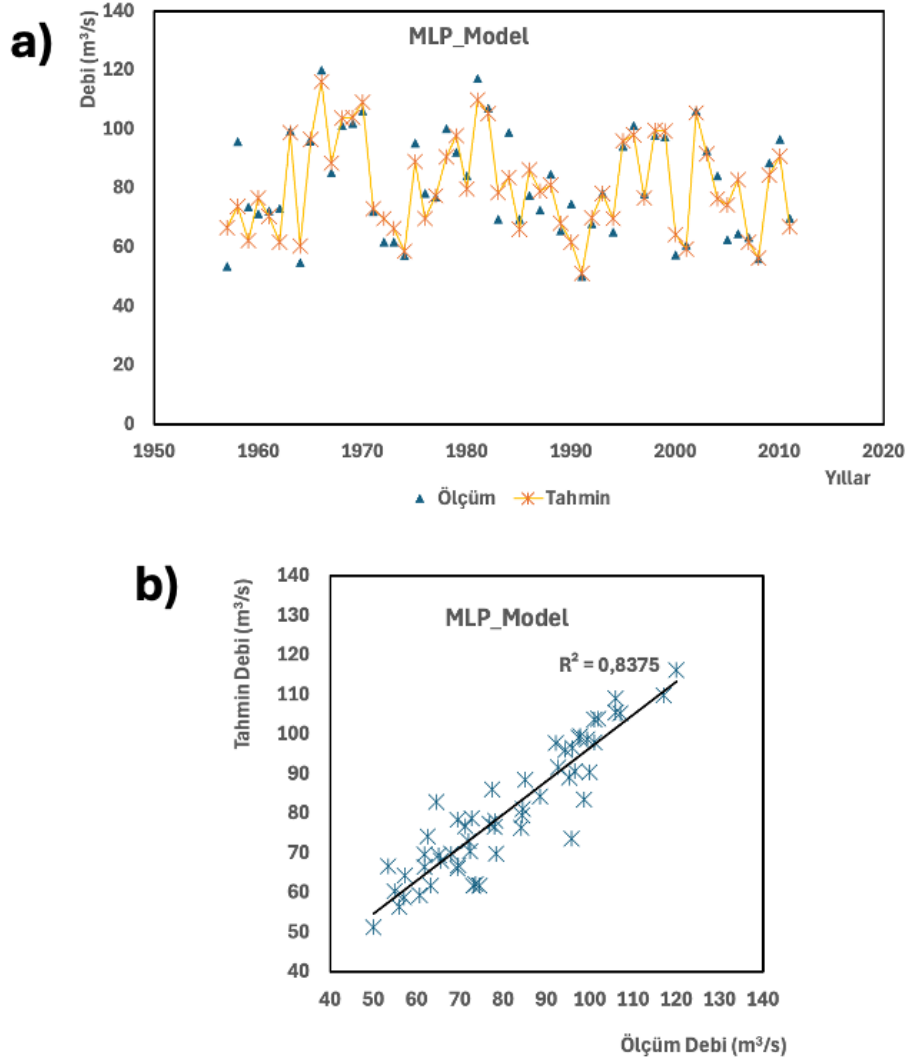 a)
Debi (m³/s)
MLP_Model
140
120
100
80
60
40
20
0
1950 1960 1970 1980 1990 2000 2010 2020
Yıllar
Ölçüm Tahmin
b)
Tahmin Debi (m³/s)
MLP_Model
R² = 0,8375
140
130
120
110
100
90
80
70
60
50
40
40 50 60 70 80 90 100 110 120 130 140
Ölçüm Debi (m³/s)